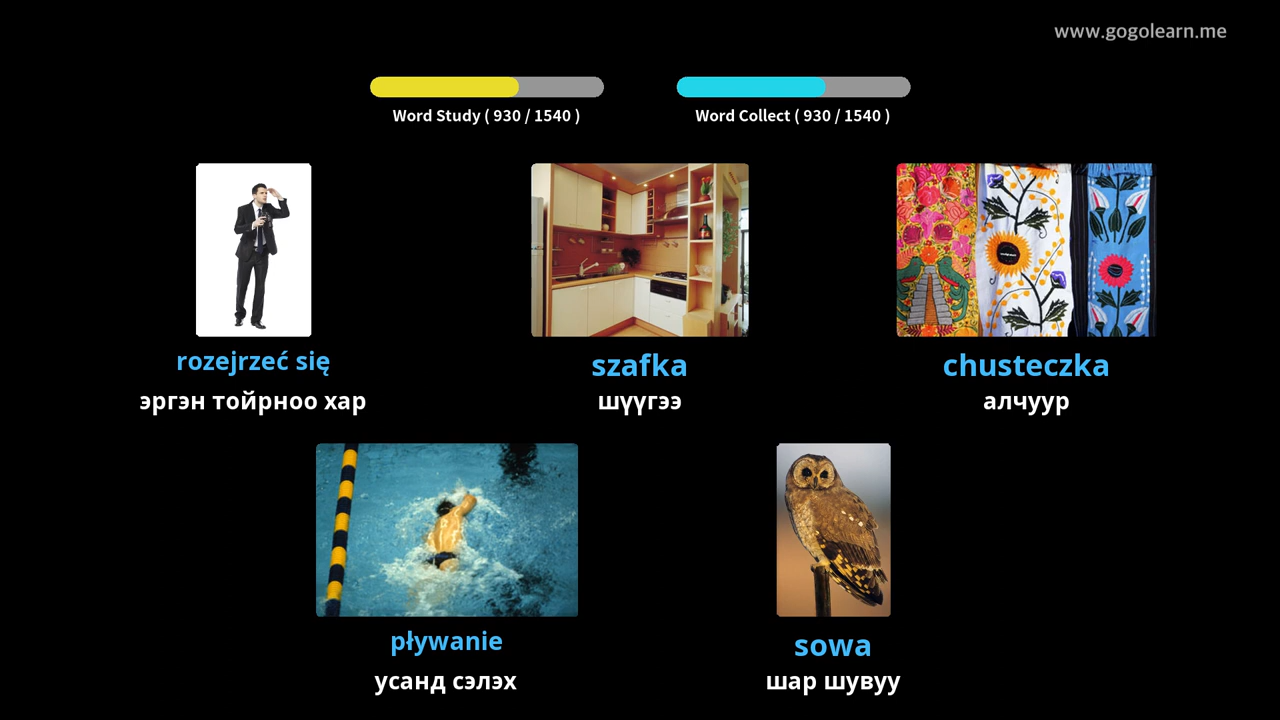 www.gogolearn.me
Word Study ( 930 / 1540 )
Word Collect ( 930 / 1540 )
rozejrzeć się
эргэн тойрноо хар
szafka
шүүгээ
chusteczka
алчуур
pływanie
усанд сэлэх
sowa
шар шувуу